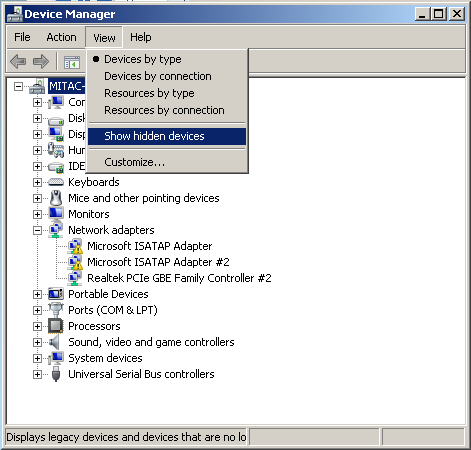 Device Manager
File Action View Help
Devices by type
Devices by connection
Resources by type
Resources by connection
Show hidden devices
Customize...
MITAC-
Con
Disk
Disp
Hur
IDE
Keyboards
Mice and other pointing devices
Monitors
Network adapters
Microsoft ISATAP Adapter
Microsoft ISATAP Adapter #2
Realtek PCIe GBE Family Controller #2
Portable Devices
Ports (COM & LPT)
Processors
Sound, video and game controllers
System devices
Universal Serial Bus controllers
Displays legacy devices and devices that are no lo